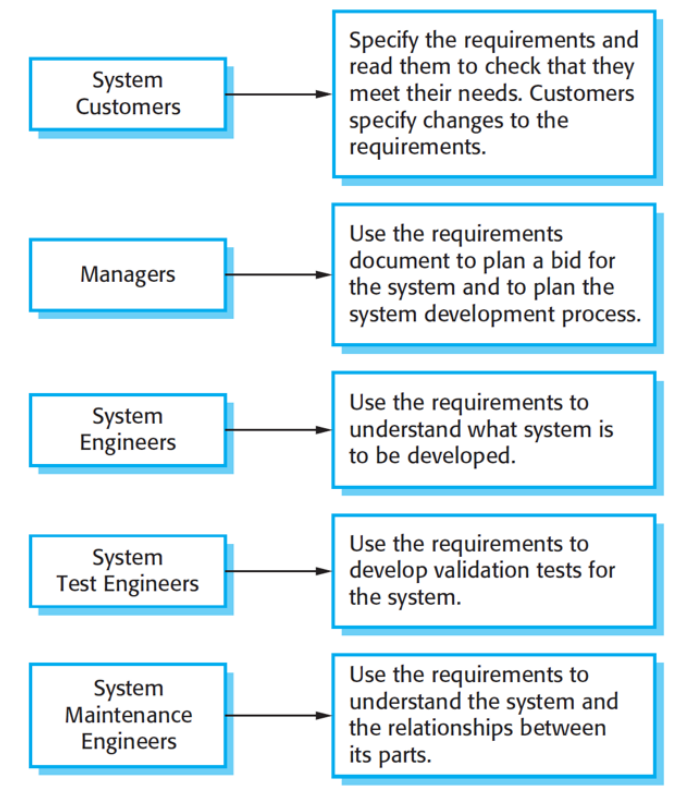 System
Customers
Specify the requirements and
read them to check that they
meet their needs. Customers
specify changes to the
requirements.
Managers
Use the requirements
document to plan a bid for
the system and to plan the
system development process.
System
Engineers
Use the requirements to
understand what system is
to be developed.
System
Test Engineers
Use the requirements to
develop validation tests for
the system.
System
Maintenance
Engineers
Use the requirements to
understand the system and
the relationships between
its parts.